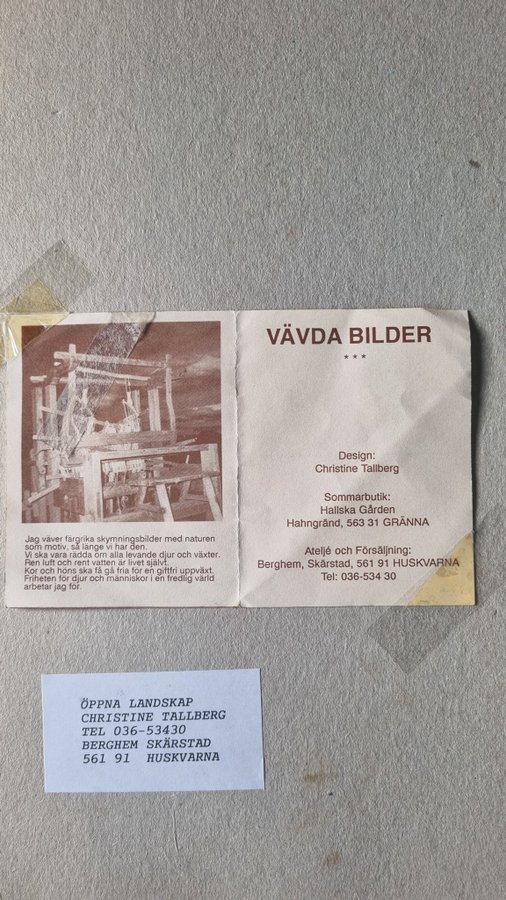 Jag väver färgrika skymningsbilder med naturen
som motiv, så länge vi har den.
Vi ska vara rädda om alla levande djur och växter.
Ren luft och rent vatten är livet självt.
Kor och höns ska få gå fria för en giftfri uppväxt.
Friheten för djur och människor i en fredlig värld
arbetar jag för.
VÄVDA BILDER
* * *
Design:
Christine Tallberg
Sommarbutik:
Hallska Gården
Hahngränd, 563 31 GRÄNNA
Ateljé och Försäljning:
Berghem, Skärstad, 561 91 HUSKVARNA
Tel: 036-534 30
ÖPPNA LANDSKAP
CHRISTINE TALLBERG
TEL 036-53430
BERGHEM SKÄRSTAD
561 91 HUSKVARNA